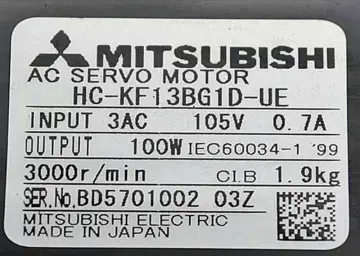 MITSUBISHI
AC SERVO MOTOR
HC-KF13BG1D-UE
INPUT 3AC 105V 0.7A
OUTPUT 100W IEC60034-1 '99
3000r/min CI.B 1.9kg
SER.No.BD5701002 03Z
MITSUBISHI ELECTRIC
MADE IN JAPAN